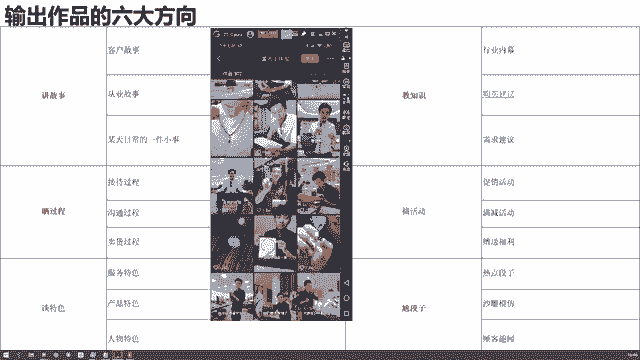 输出作品的六大方向
客户故事
讲故事
从业故事
某天日常的一件小事
接待过程
晒过程
沟通过程
卖货过程
服务特色
谈特色
产品特色
人物特色
行业内幕
教知识
购买建议
需求建议
促销活动
搞活动
满减活动
赠送福利
热点段子
沙雕模仿
顾客趣闻